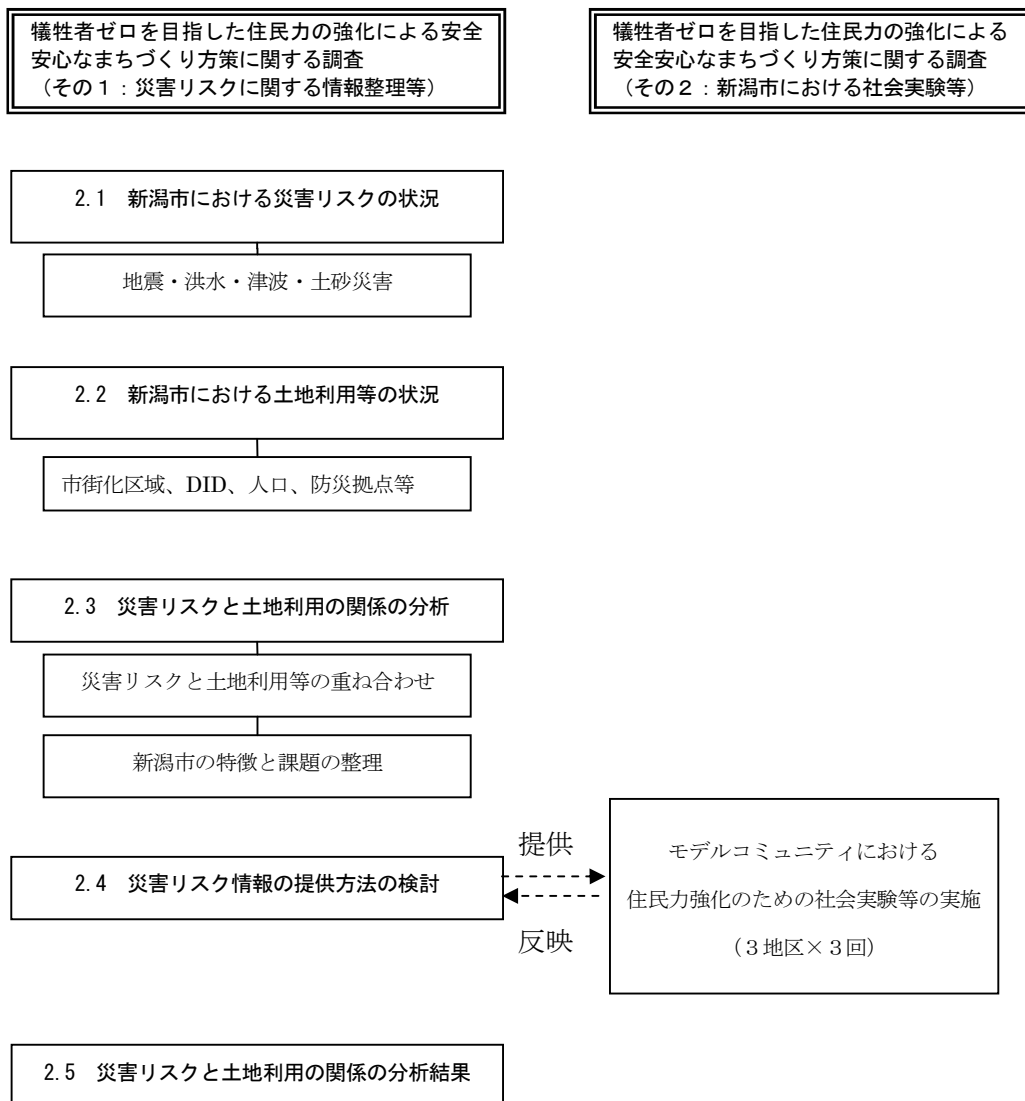 犠牲者ゼロを目指した住民力の強化による安全
安心なまちづくり方策に関する調査
（その１：災害リスクに関する情報整理等）
犠牲者ゼロを目指した住民力の強化による
安全安心なまちづくり方策に関する調査
（その２：新潟市における社会実験等）
2.1 新潟市における災害リスクの状況
地震・洪水・津波・土砂災害
2.2 新潟市における土地利用等の状況
市街化区域、DID、人口、防災拠点等
2.3 災害リスクと土地利用の関係の分析
災害リスクと土地利用等の重ね合わせ
新潟市の特徴と課題の整理
2.4 災害リスク情報の提供方法の検討
提供
反映
モデルコミュニティにおける
住民力強化のための社会実験等の実施
（３地区×３回）
2.5 災害リスクと土地利用の関係の分析結果